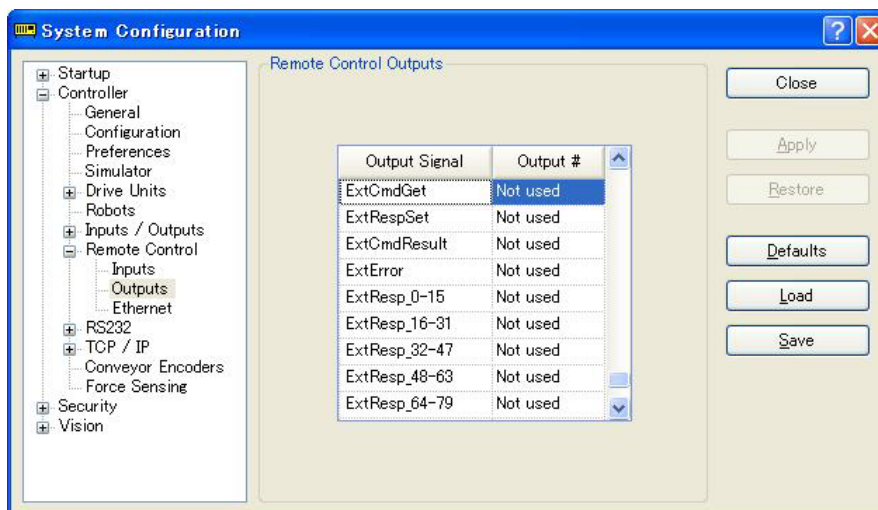 System Configuration
Startup
Controller
General
Configuration
Preferences
Simulator
Drive Units
Robots
Inputs / Outputs
Remote Control
Inputs
Outputs
Ethernet
RS232
TCP / IP
Conveyor Encoders
Force Sensing
Security
Vision
Remote Control Outputs
Output Signal Output #
ExtCmdGet Not used
ExtRespSet Not used
ExtCmdResult Not used
ExtError Not used
ExtResp_0-15 Not used
ExtResp_16-31 Not used
ExtResp_32-47 Not used
ExtResp_48-63 Not used
ExtResp_64-79 Not used
Close
Apply
Restore
Defaults
Load
Save